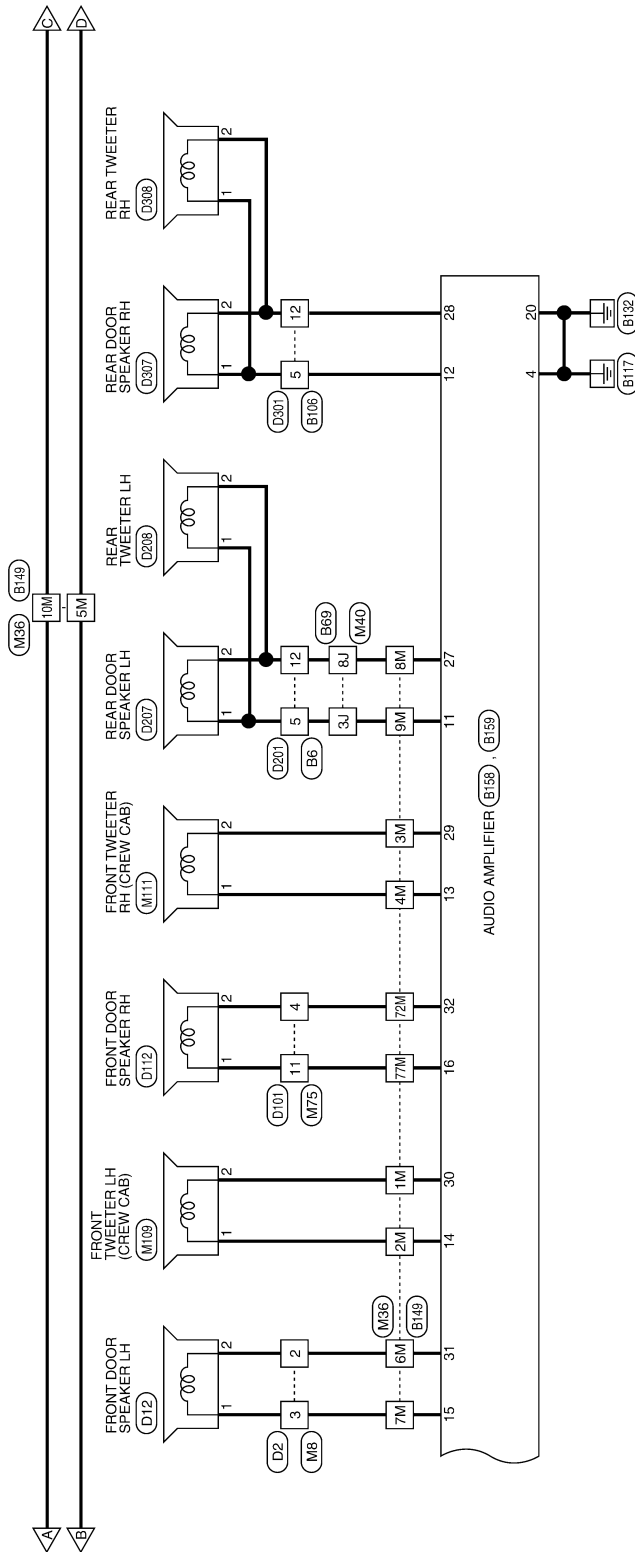 A
B
C
D
M36
B149
10M
5M
FRONT DOOR
SPEAKER LH
D12
1
2
D2
M8
3
2
M36
B149
7M
6M
15
31
FRONT
TWEETER LH
(CREW CAB)
M109
1
2
2M
1M
14
30
FRONT DOOR
SPEAKER RH
D112
1
2
D101
M75
11
4
77M
72M
16
32
FRONT TWEETER
RH (CREW CAB)
M111
1
2
4M
3M
13
29
REAR DOOR
SPEAKER LH
D207
1
2
D201
B6
5
12
B69
M40
3J
8J
9M
8M
11
27
REAR
TWEETER LH
D208
1
2
REAR DOOR
SPEAKER RH
D307
1
2
D301
B106
5
12
12
28
REAR TWEETER
RH
D308
1
2
AUDIO AMPLIFIER B158 , B159
4
20
B117
B132